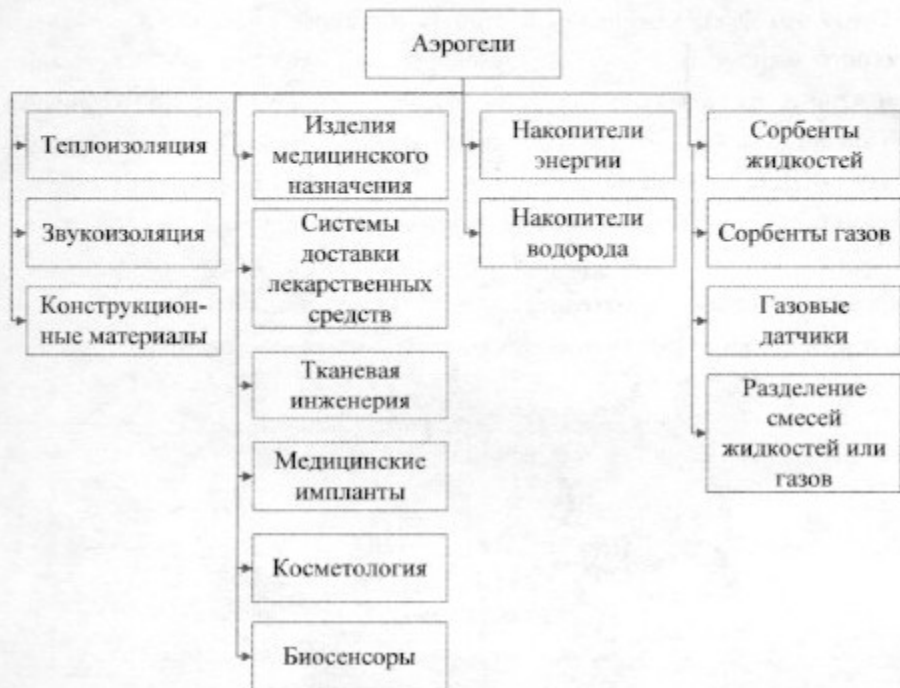 Аэрогели
Теплоизоляция
Звукоизоляция
Конструкцион-
ные материалы
Изделия
медицинского
назначения
Системы
доставки
лекарственных
средств
Тканевая
инженерия
Медицинские
импланты
Косметология
Биосенсоры
Накопители
энергии
Накопители
водорода
Сорбенты
жидкостей
Сорбенты газов
Газовые
датчики
Разделение
смесей
жидкостей или
газов